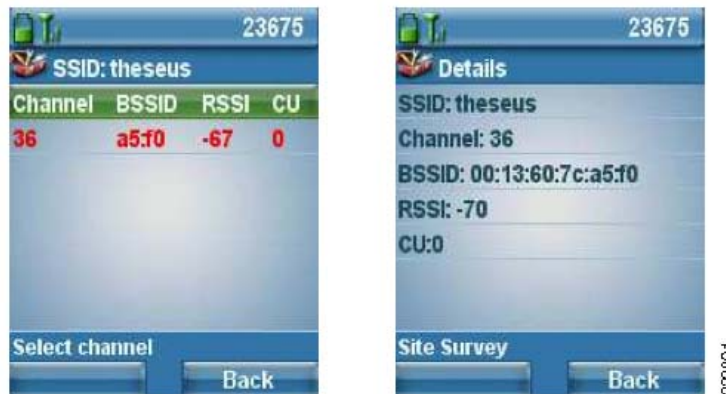 23675
SSID: theseus
Channel BSSID RSSI CU
36 a5:f0 -67 0
Select channel
Back
23675
Details
SSID: theseus
Channel: 36
BSSID: 00:13:60:7c:a5:f0
RSSI: -70
CU:0
Site Survey
Back